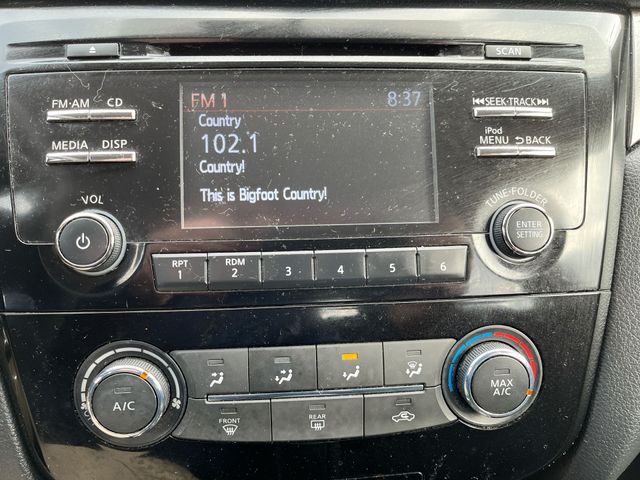 SCAN
FM·AM CD
SEEK·TRACK
FM 1 8:37
Country
102.1
Country!
This is Bigfoot Country!
MEDIA DISP
iPod
MENU BACK
VOL
TUNE·FOLDER
ENTER
SETTING
RPT
1
RDM
2
3
4
5
6
A/C
MAX
A/C
FRONT
REAR